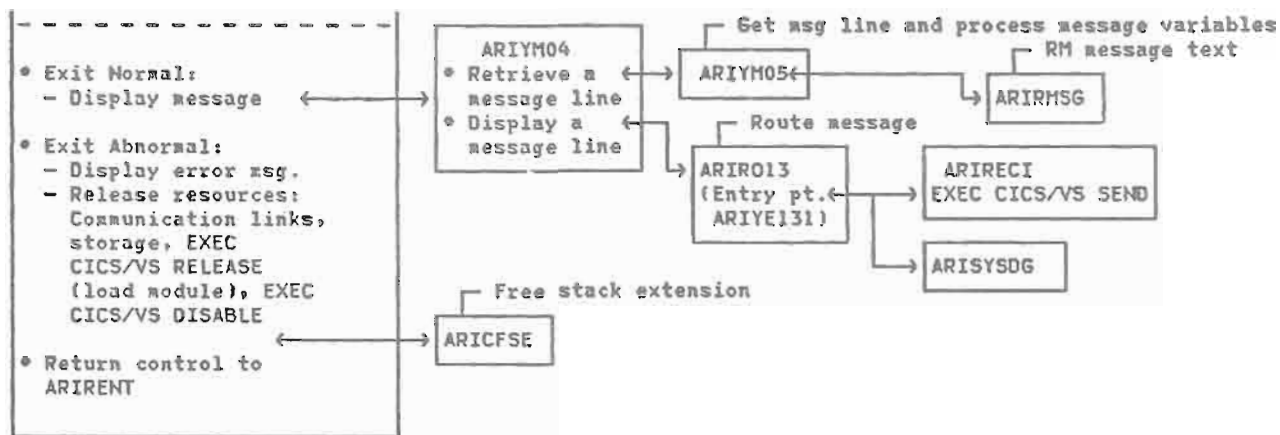 • Exit Normal:
– Display message
• Exit Abnormal:
– Display error msg.
– Release resources:
Communication links,
storage, EXEC
CICS/VS RELEASE
(load module), EXEC
CICS/VS DISABLE
• Return control to
ARIRENT
ARIYM04
• Retrieve a
message line
• Display a
message line
Get msg line and process message variables
ARIYM05
RM message text
ARIRMSG
Route message
ARIRO13
(Entry pt.
ARIYE131)
ARIRECI
EXEC CICS/VS SEND
ARISYSDG
Free stack extension
ARICFSE